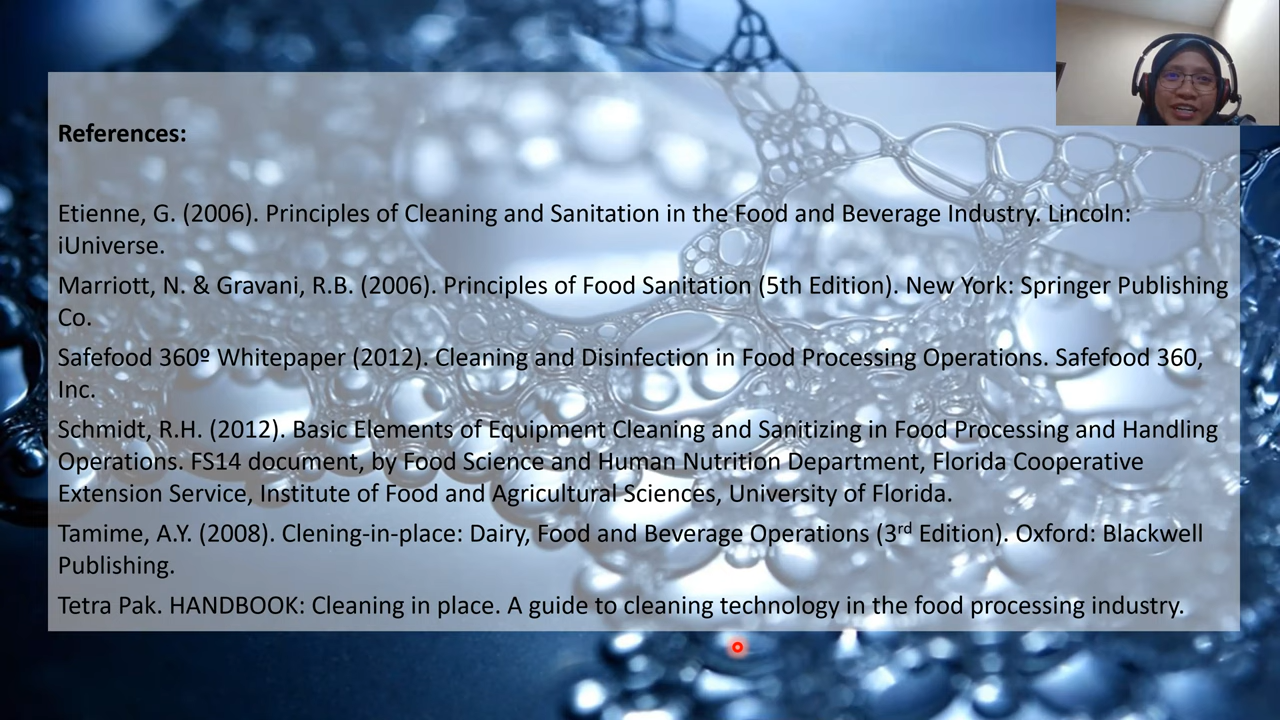 References:
Etienne, G. (2006). Principles of Cleaning and Sanitation in the Food and Beverage Industry. Lincoln:
iUniverse.
Marriott, N. & Gravani, R.B. (2006). Principles of Food Sanitation (5th Edition). New York: Springer Publishing
Co.
Safefood 360º Whitepaper (2012). Cleaning and Disinfection in Food Processing Operations. Safefood 360,
Inc.
Schmidt, R.H. (2012). Basic Elements of Equipment Cleaning and Sanitizing in Food Processing and Handling
Operations. FS14 document, by Food Science and Human Nutrition Department, Florida Cooperative
Extension Service, Institute of Food and Agricultural Sciences, University of Florida.
Tamime, A.Y. (2008). Clening-in-place: Dairy, Food and Beverage Operations (3rd Edition). Oxford: Blackwell
Publishing.
Tetra Pak. HANDBOOK: Cleaning in place. A guide to cleaning technology in the food processing industry.